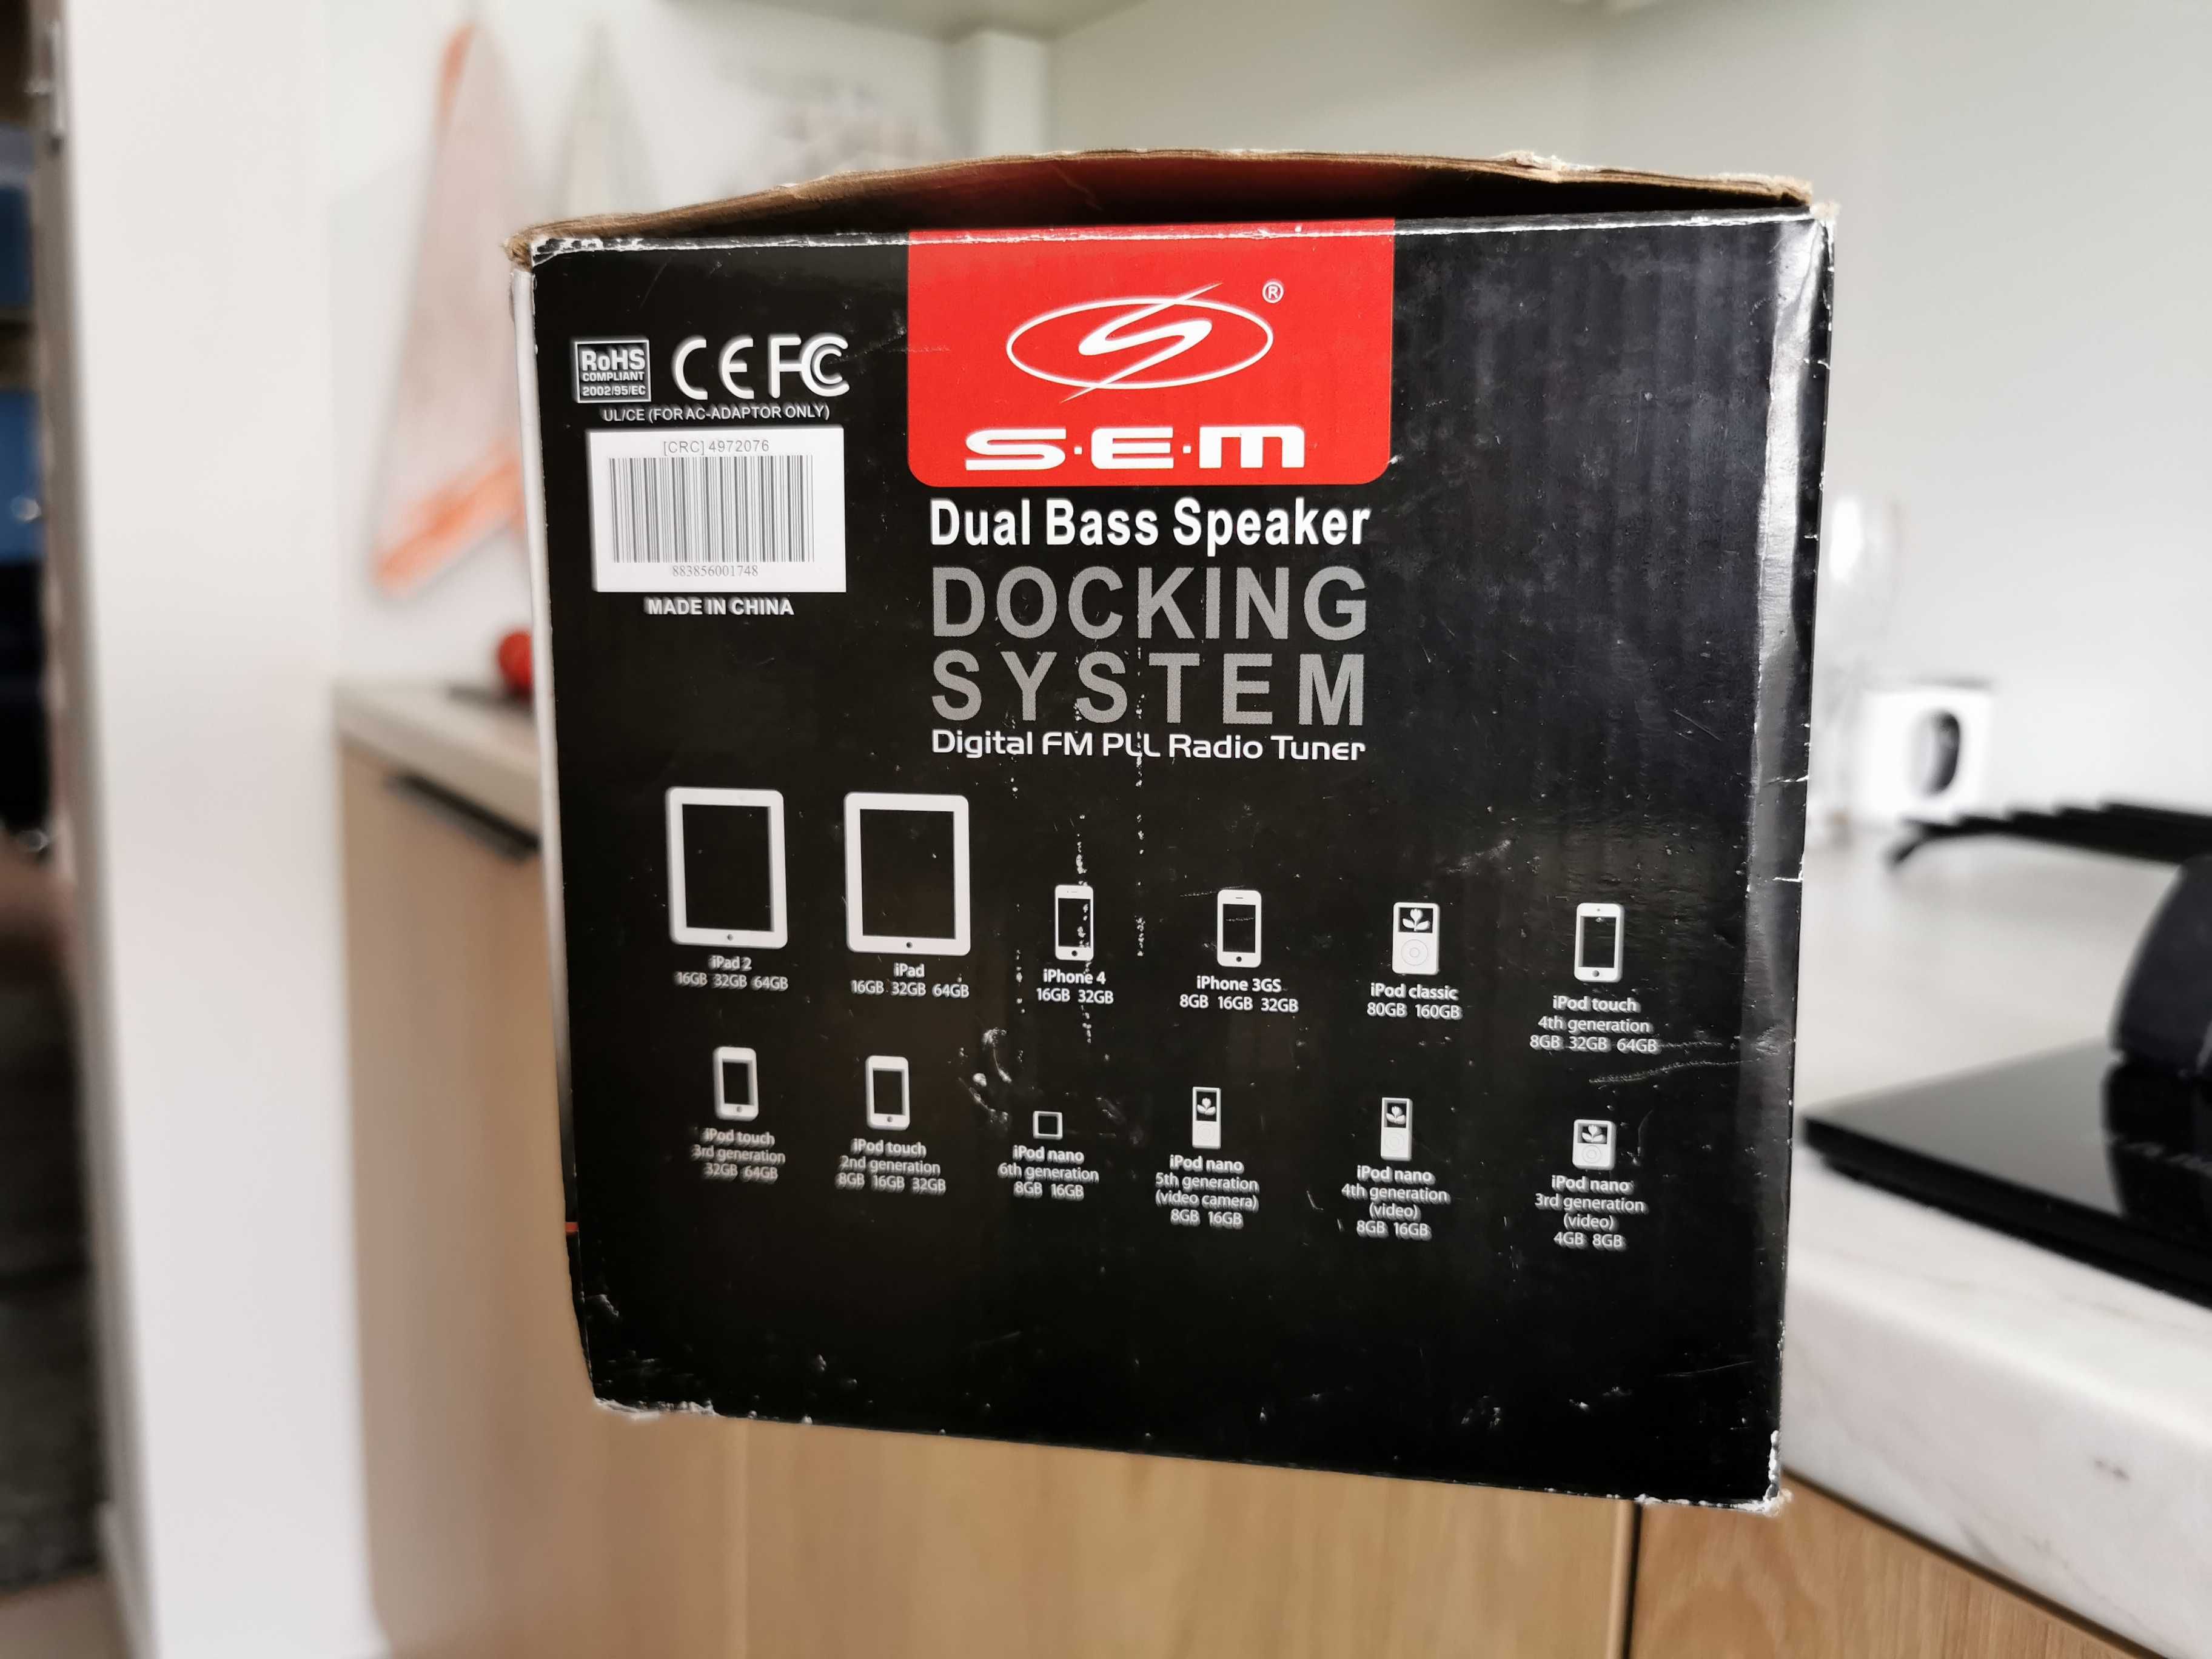 RoHS
COMPLIANT
2002/95/EC
CE FC
UL/CE (FOR AC-ADAPTOR ONLY)
[CRC] 4972076
883856001748
MADE IN CHINA
®
S·E·M
Dual Bass Speaker
DOCKING
SYSTEM
Digital FM PLL Radio Tuner
iPad 2
16GB 32GB 64GB
iPad
16GB 32GB 64GB
iPhone 4
16GB 32GB
iPhone 3GS
8GB 16GB 32GB
iPod classic
80GB 160GB
iPod touch
4th generation
8GB 32GB 64GB
iPod touch
3rd generation
32GB 64GB
iPod touch
2nd generation
8GB 16GB 32GB
iPod nano
6th generation
8GB 16GB
iPod nano
5th generation
(video camera)
8GB 16GB
iPod nano
4th generation
(video)
8GB 16GB
iPod nano
3rd generation
(video)
4GB 8GB